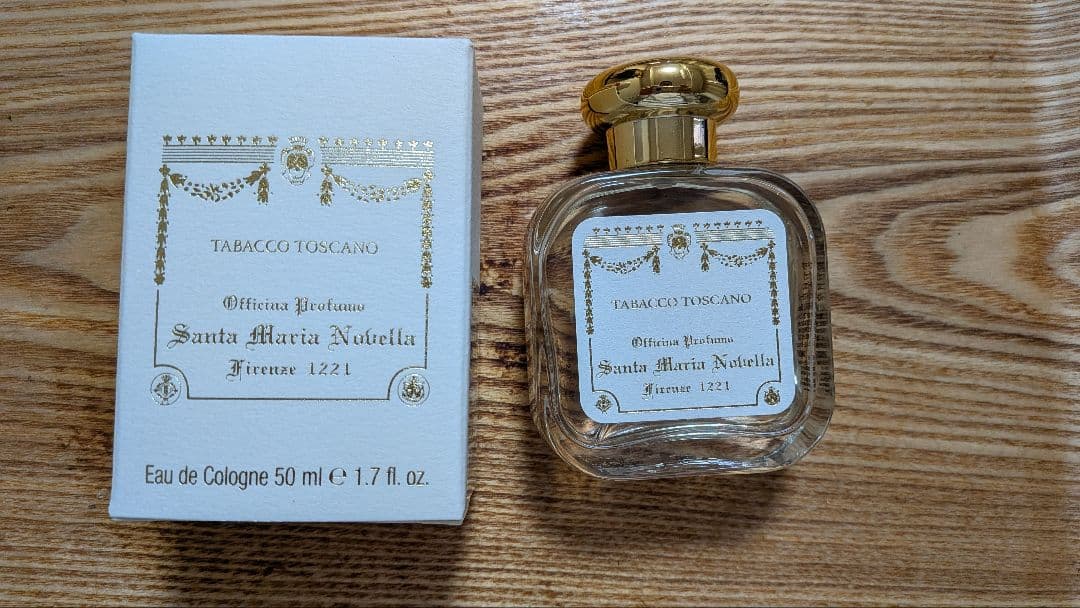 TABACCO TOSCANO
Officina Profumo
Santa Maria Novella
Firenze 1221
Eau de Cologne 50 ml ℮ 1.7 fl. oz.
TABACCO TOSCANO
Officina Profumo
Santa Maria Novella
Firenze 1221